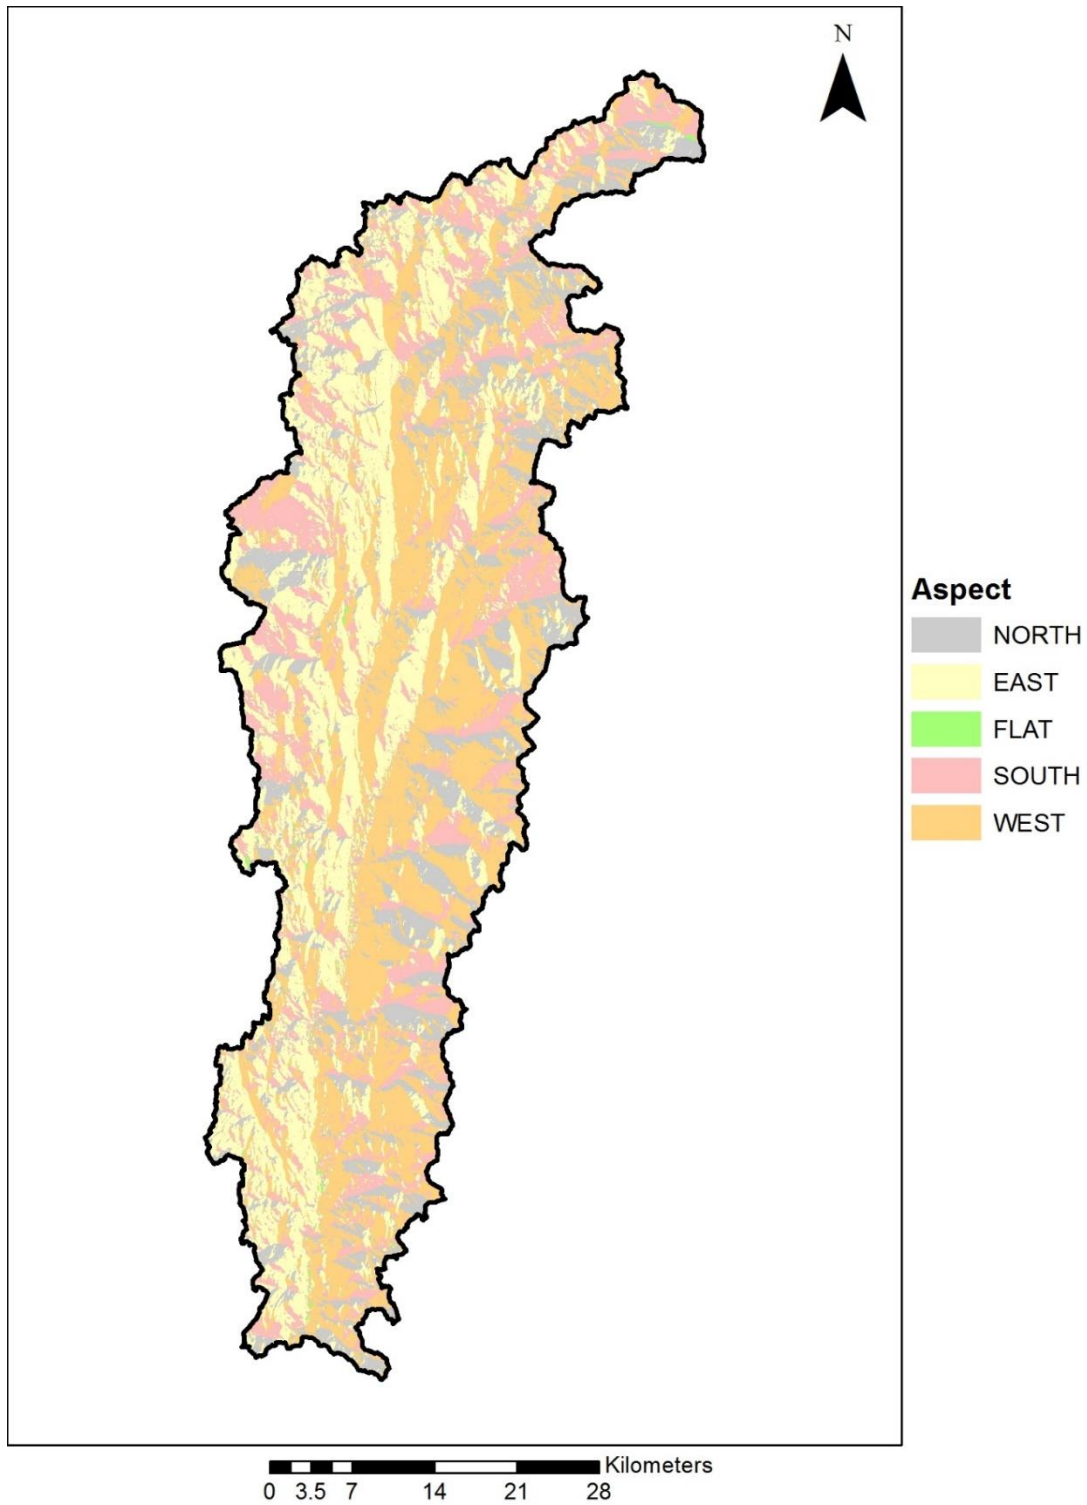 N
Aspect
NORTH
EAST
FLAT
SOUTH
WEST
Kilometers
0 3.5 7 14 21 28